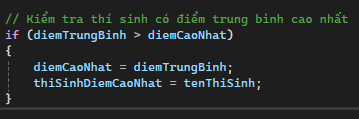 // Kiểm tra thí sinh có điểm trung bình cao nhất
if (diemTrungBinh > diemCaoNhat)
{
    diemCaoNhat = diemTrungBinh;
    thiSinhDiemCaoNhat = tenThiSinh;
}